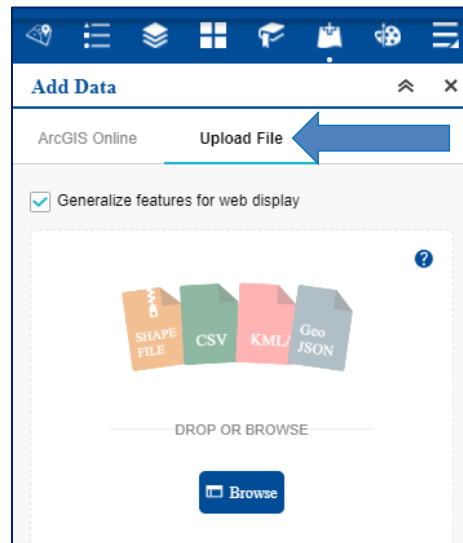 Add Data
ArcGIS Online
Upload File
Generalize features for web display
SHAPE
FILE
CSV
KML/
Geo
JSON
DROP OR BROWSE
Browse